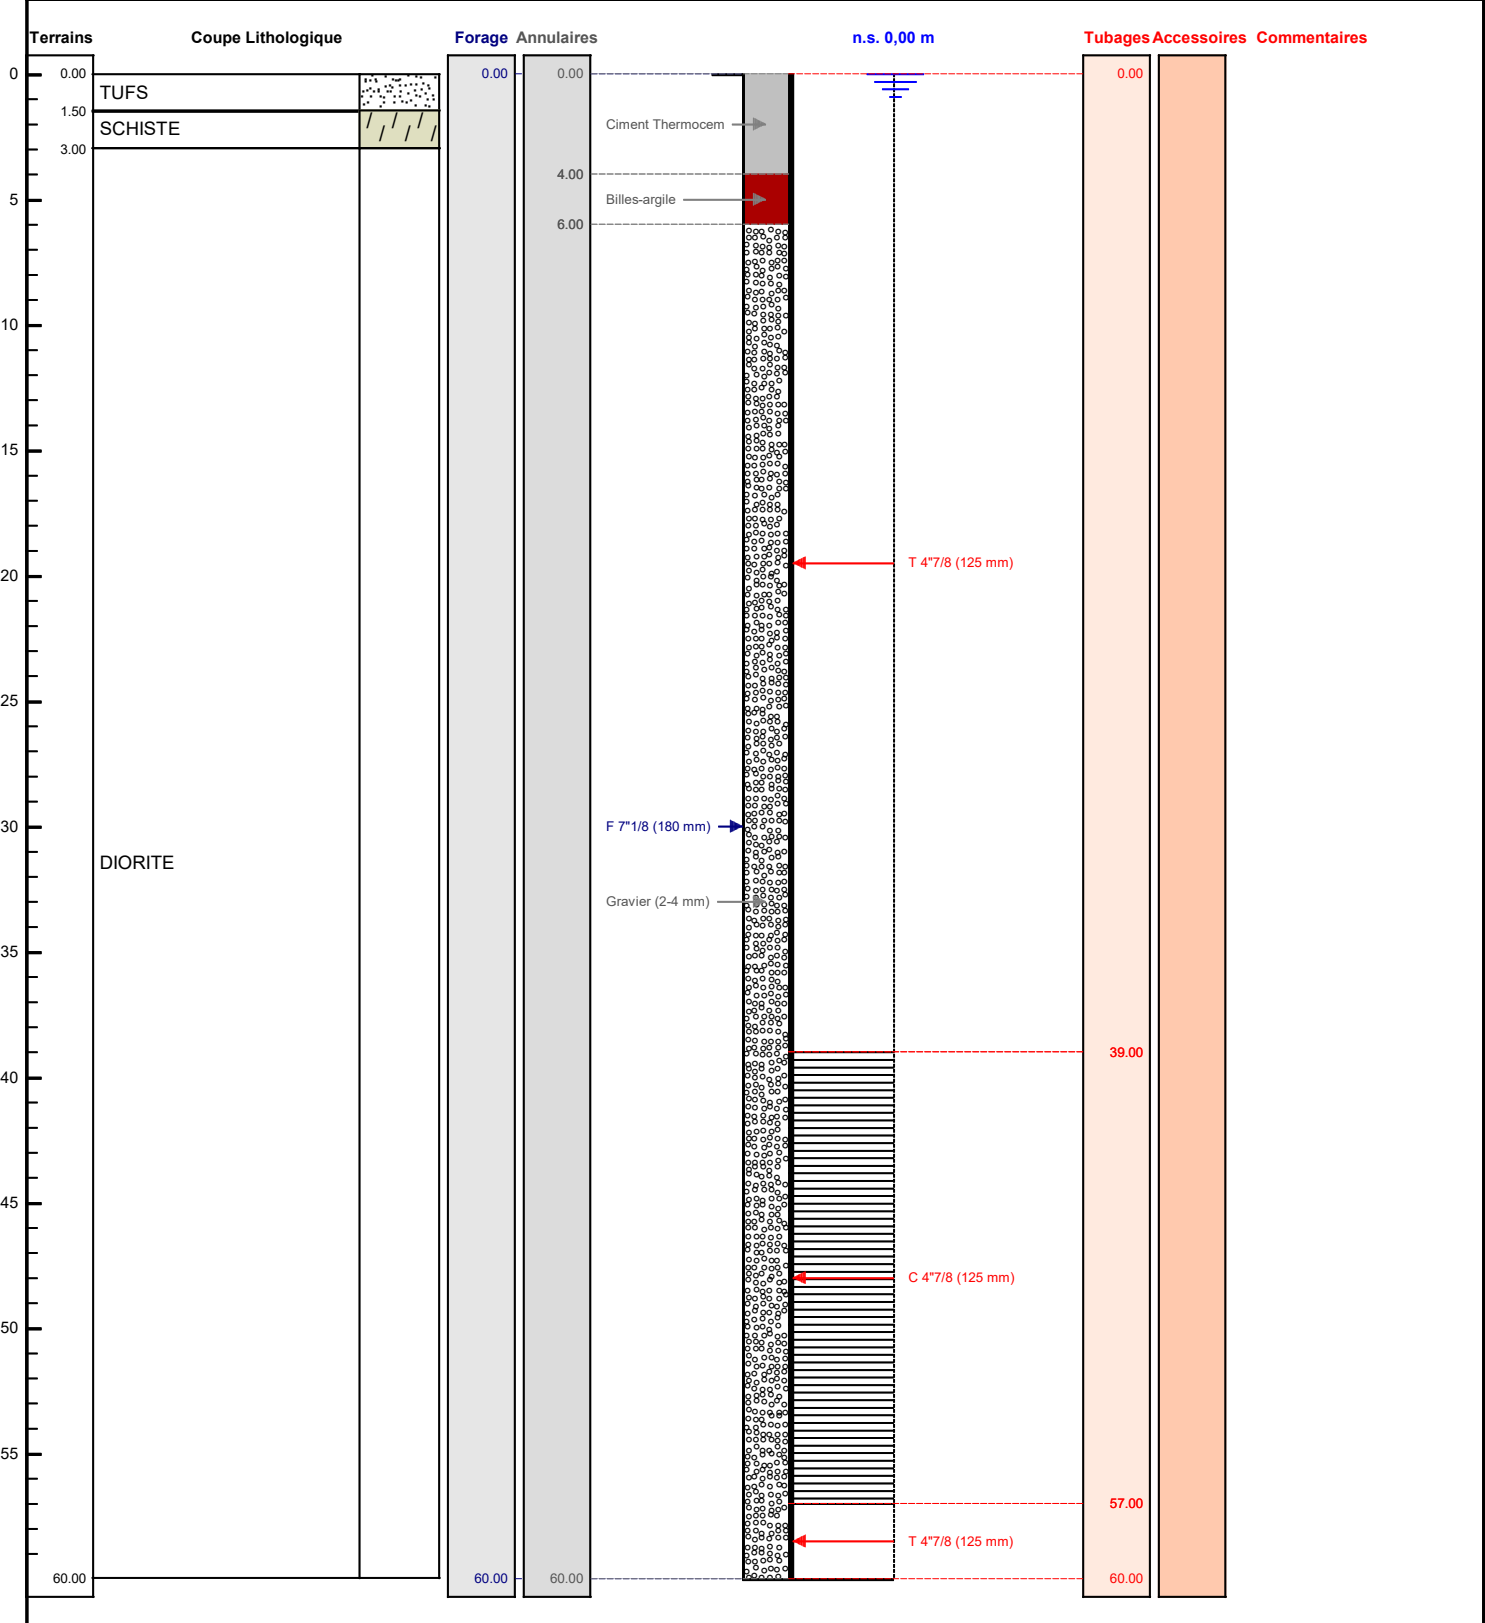 Terrains Coupe Lithologique Forage Annulaires n.s. 0,00 m Tubages Accessoires Commentaires
0 0.00 0.00 0.00 0.00
TUFS
1.50
SCHISTE
Ciment Thermocem
3.00
4.00
5 Billes-argile
6.00
10
15
T 4"7/8 (125 mm)
20
25
30 F 7"1/8 (180 mm)
DIORITE
Gravier (2-4 mm)
35
39.00
40
45
C 4"7/8 (125 mm)
50
55
57.00
T 4"7/8 (125 mm)
60.00 60.00 60.00 60.00